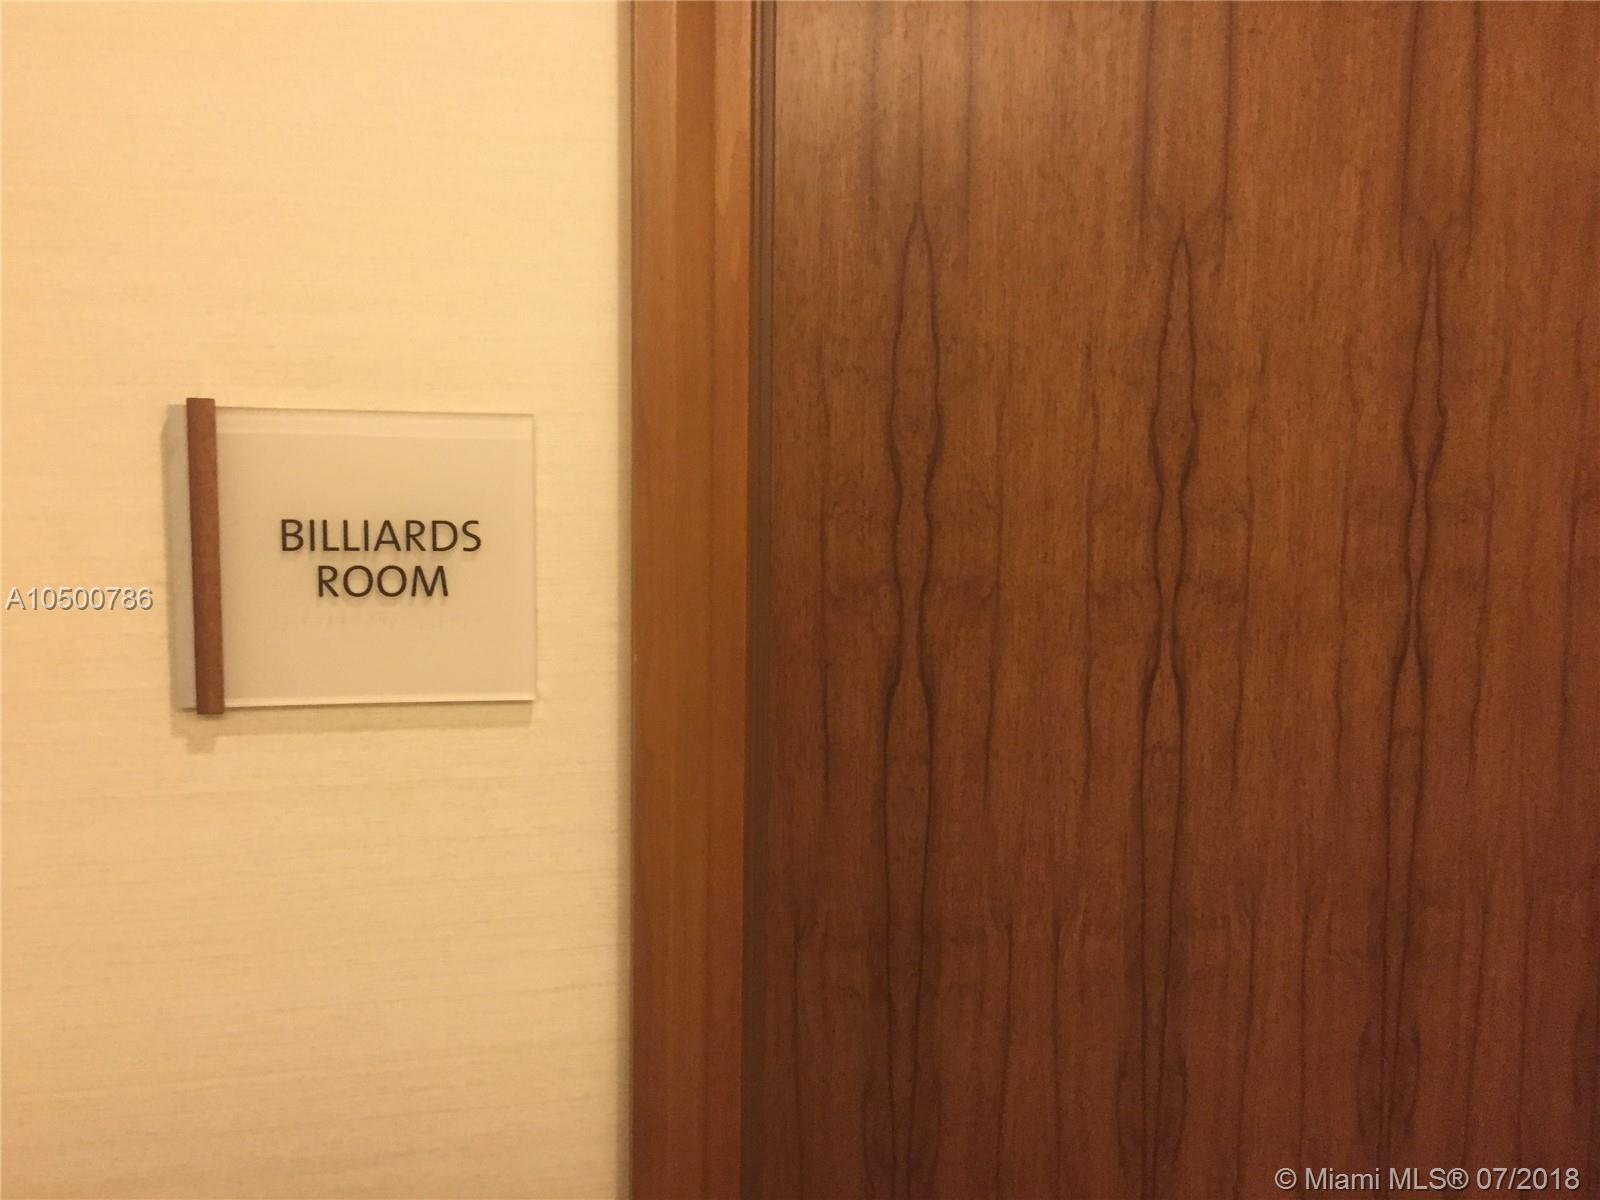 BILLIARDS
ROOM
A10500786
© Miami MLS® 07/2018